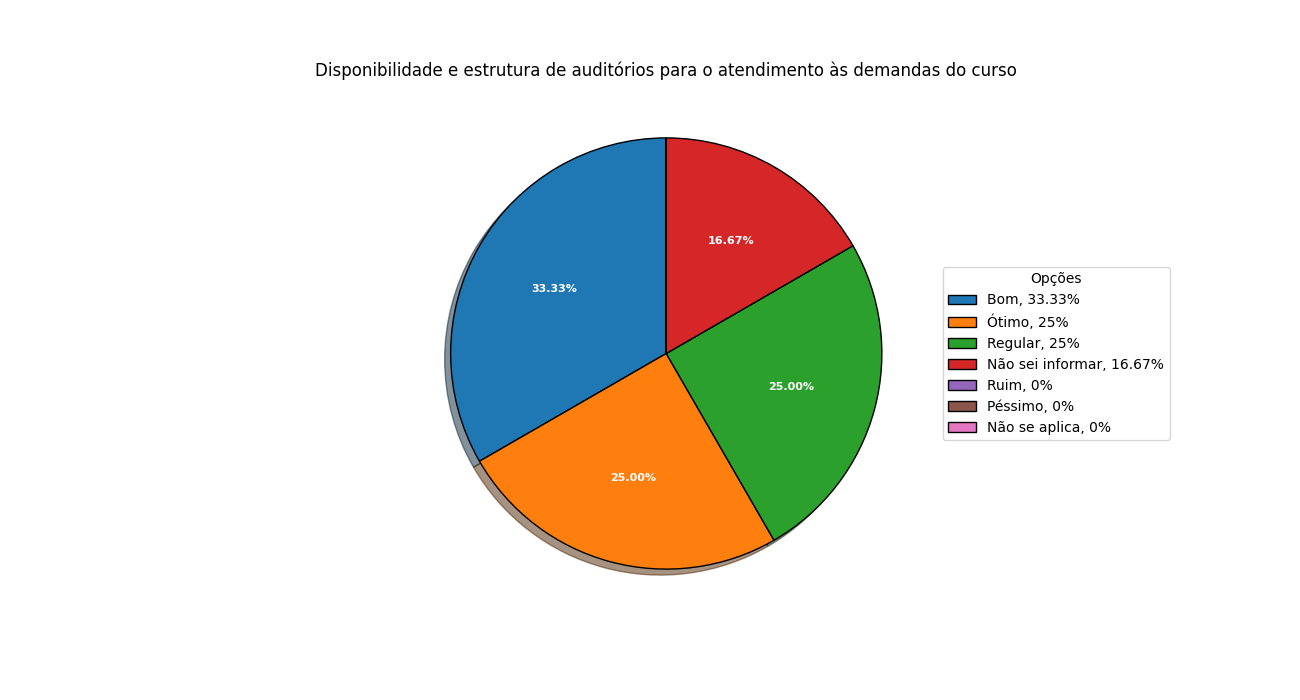 Disponibilidade e estrutura de auditórios para o atendimento às demandas do curso
16.67%
33.33%
25.00%
25.00%
Opções
Bom, 33.33%
Ótimo, 25%
Regular, 25%
Não sei informar, 16.67%
Ruim, 0%
Péssimo, 0%
Não se aplica, 0%